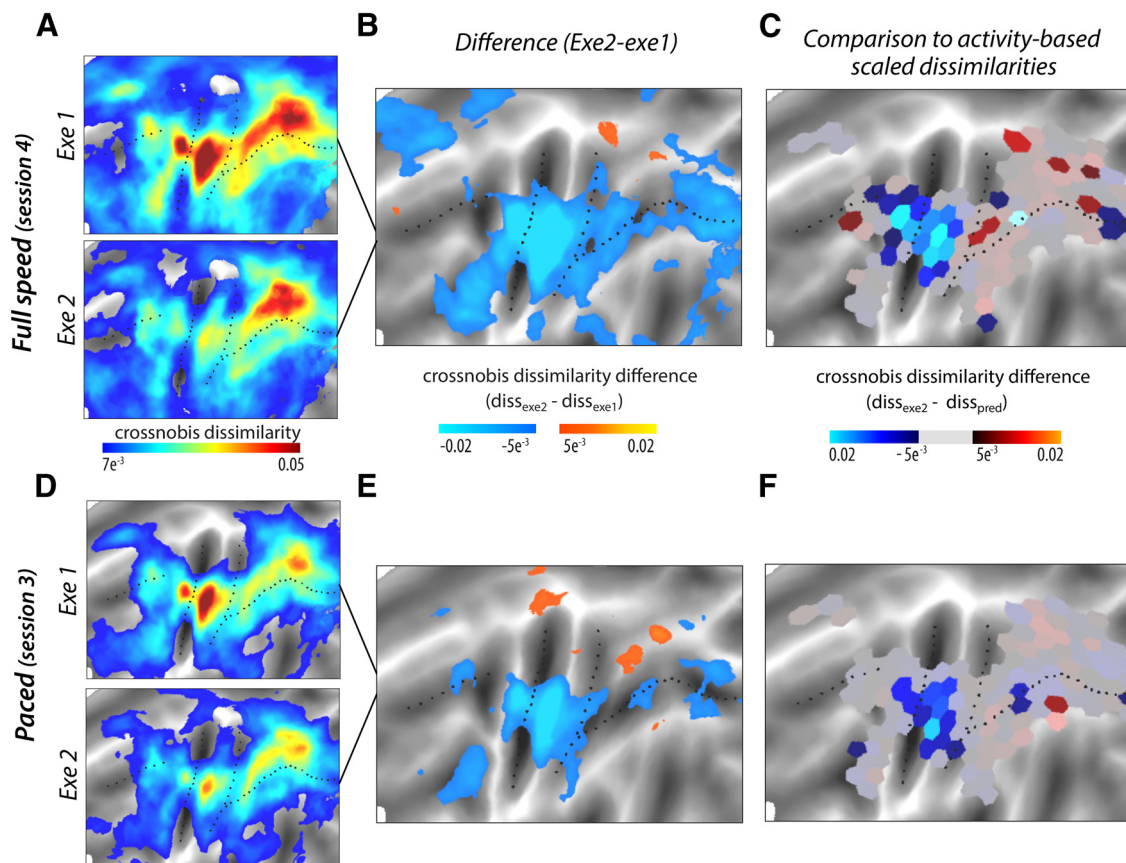 A
B
Difference (Exe2-exe1)
C
Comparison to activity-based
scaled dissimilarities
Full speed (session 4)
Exe 1
Exe 2
crossnobis dissimilarity
7e-3
0.05
crossnobis dissimilarity difference
(dissexe2 - dissexe1)
-0.02
-5e-3
5e-3
0.02
crossnobis dissimilarity difference
(dissexe2 - disspred)
0.02
-5e-3
5e-3
0.02
D
E
F
Paced (session 3)
Exe 1
Exe 2